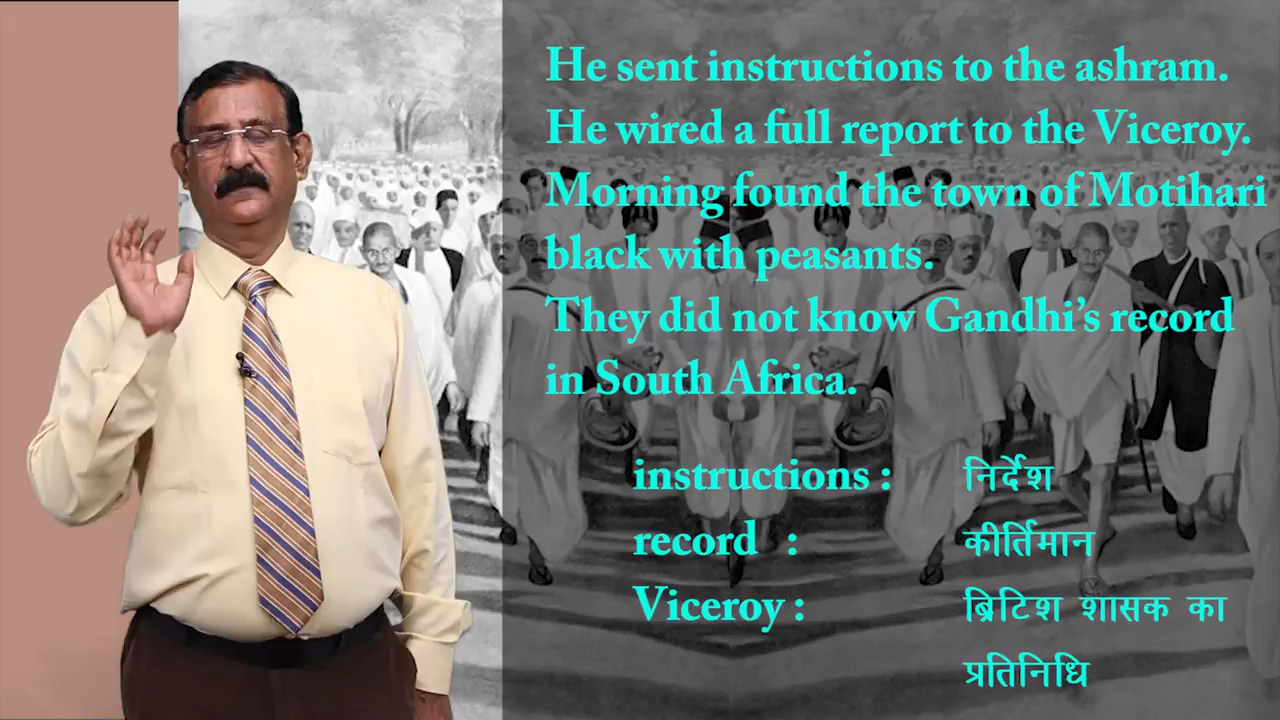 He sent instructions to the ashram.
He wired a full report to the Viceroy.
Morning found the town of Motihari
black with peasants.
They did not know Gandhi's record
in South Africa.
instructions : निर्देश
record : कीर्तिमान
Viceroy : ब्रिटिश शासक का
प्रतिनिधि